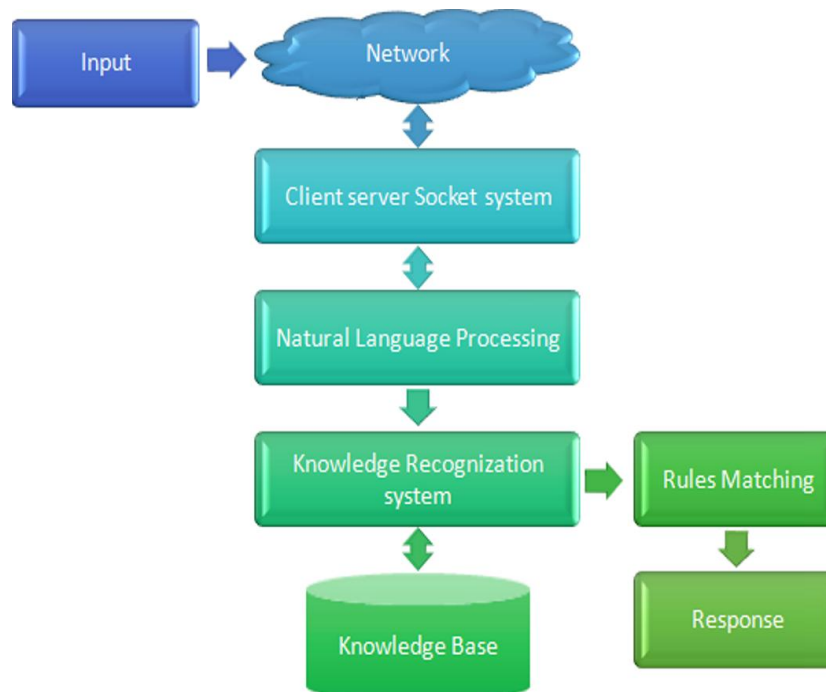 Input
Network
Client server Socket system
Natural Language Processing
Knowledge Recognization
system
Rules Matching
Knowledge Base
Response